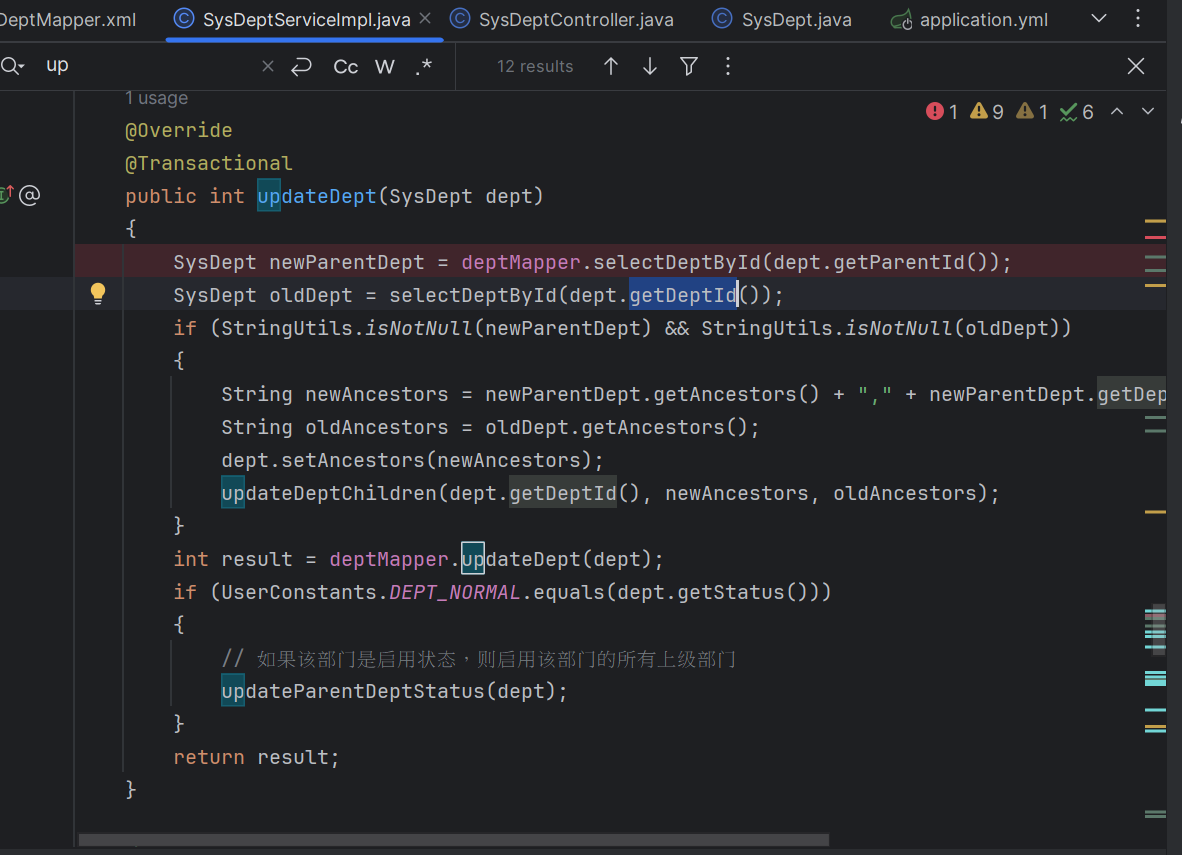 DeptMapper.xml SysDeptServiceImpl.java SysDeptController.java SysDept.java application.yml
up Cc W .* 12 results
1 usage 1 9 1 6
@Override
@Transactional
public int updateDept(SysDept dept)
{
SysDept newParentDept = deptMapper.selectDeptById(dept.getParentId());
SysDept oldDept = selectDeptById(dept.getDeptId());
if (StringUtils.isNotNull(newParentDept) && StringUtils.isNotNull(oldDept))
{
String newAncestors = newParentDept.getAncestors() + "," + newParentDept.getDep
String oldAncestors = oldDept.getAncestors();
dept.setAncestors(newAncestors);
updateDeptChildren(dept.getDeptId(), newAncestors, oldAncestors);
}
int result = deptMapper.updateDept(dept);
if (UserConstants.DEPT_NORMAL.equals(dept.getStatus()))
{
// 如果该部门是启用状态，则启用该部门的所有上级部门
updateParentDeptStatus(dept);
}
return result;
}